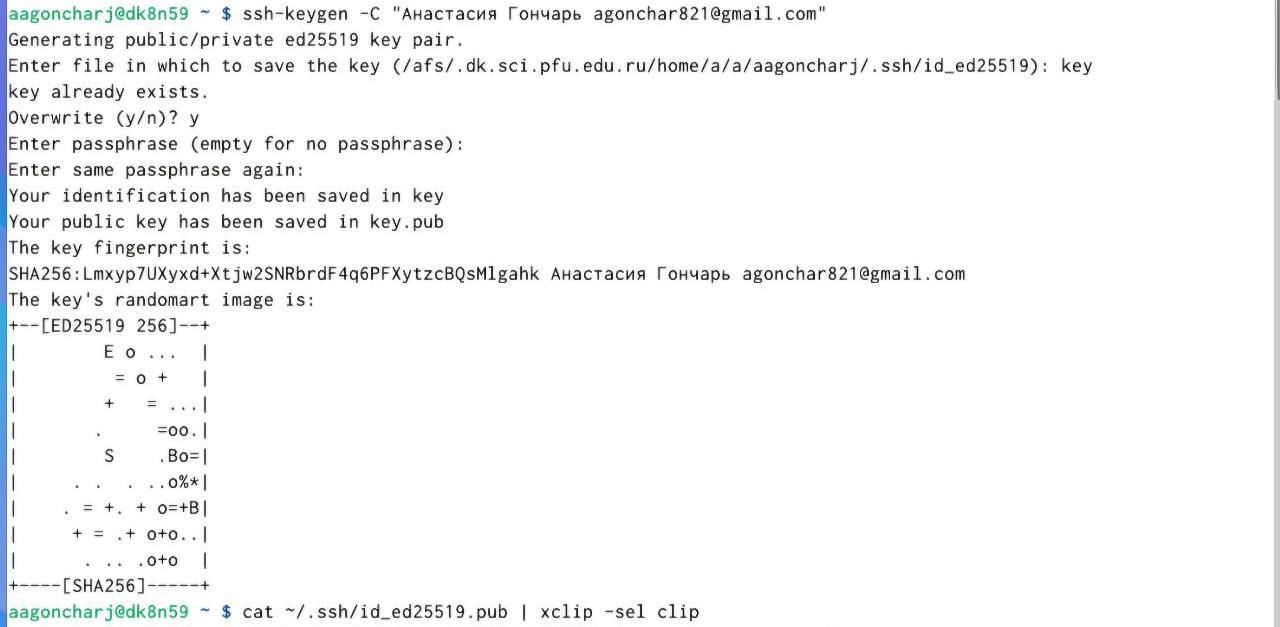 aagoncharj@dk8n59 ~ $ ssh-keygen -C "Анастасия Гончарь agonchar821@gmail.com"
Generating public/private ed25519 key pair.
Enter file in which to save the key (/afs/.dk.sci.pfu.edu.ru/home/a/a/aagoncharj/.ssh/id_ed25519): key
key already exists.
Overwrite (y/n)? y
Enter passphrase (empty for no passphrase):
Enter same passphrase again:
Your identification has been saved in key
Your public key has been saved in key.pub
The key fingerprint is:
SHA256:Lmxyp7UXyxd+Xtjw2SNRbrdF4q6PFXytzcBQsMlgahk Анастасия Гончарь agonchar821@gmail.com
The key's randomart image is:
+--[ED25519 256]--+
|        E o ...  |
|         = o +   |
|        +   = ...|
|       .     =oo.|
|        S    .Bo=|
|     . .  . ..o%*|
|    . = +. + o=+B|
|     + = .+ o+o..|
|      . .. .o+o  |
+----[SHA256]-----+
aagoncharj@dk8n59 ~ $ cat ~/.ssh/id_ed25519.pub | xclip -sel clip